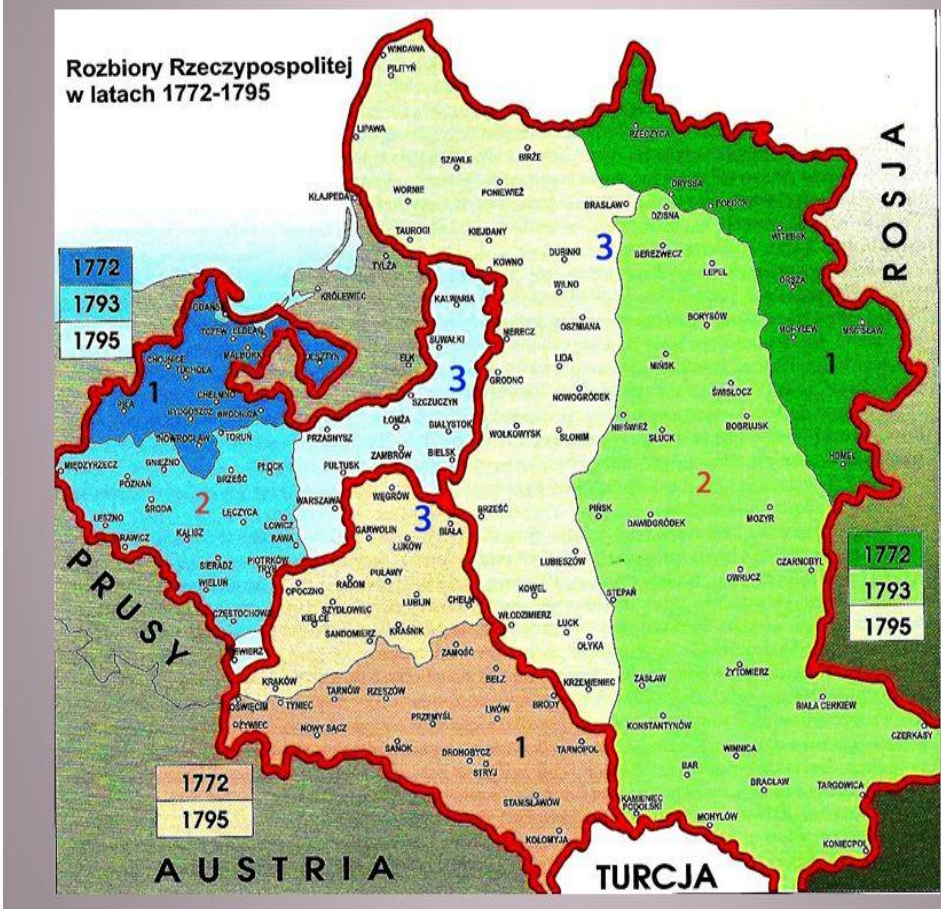 Rozbiory Rzeczypospolitej
w latach 1772-1795
WINDAWA
PILITYŃ
LIPAWA
SZAWLE
BIRŻE
WORNIE
PONIEWIEŻ
KŁAJPEDA
TAUROGI
KIEJDANY
TYLŻA
KOWNO
DUBINKI
3
BRASŁAW
RZECZYCA
DRYSSA
DZISNA
POŁOCK
WITEBSK
BEREZWECZ
LEPEL
ORSZA
ROSJA
KRÓLEWIEC
KALWARIA
WILNO
OSZMIANA
BORYSÓW
MOHYLEW
MŚCISŁAW
1772
1793
1795
GDAŃSK
TCZEW
ELBLĄG
MALBORK
CHOJNICE
TUCHOLA
OLSZTYN
SUWAŁKI
MERECZ
EŁK
3
LIDA
MIŃSK
1
GRODNO
NOWOGRÓDEK
ŚWISŁOCZ
1
PIŁA
CHEŁMNO
BYDGOSZCZ
BRODNICA
SZCZUCZYN
ŁOMŻA
BIAŁYSTOK
WOŁKOWYSK
SŁONIM
NIEŚWIEŻ
SŁUCK
BOBRUJSK
INOWROCŁAW
TORUŃ
PRZASNYSZ
ZAMBRÓW
BIELSK
HOMEL
MIĘDZYRZECZ
GNIEZNO
POZNAŃ
BRZEŚĆ
PŁOCK
PUŁTUSK
2
WĘGRÓW
2
LESZNO
ŚRODA
ŁĘCZYCA
WARSZAWA
3
BRZEŚĆ
PIŃSK
DAWIDGRÓDEK
MOZYR
RAWICZ
KALISZ
ŁOWICZ
RAWA
GARWOLIN
ŁUKÓW
BIAŁA
PRUSY
SIERADZ
WIELUŃ
PIOTRKÓW
TRYB
LUBIESZÓW
CZARNOBYL
OPOCZNO
RADOM
PUŁAWY
KOWEL
STEPAŃ
OWRUCZ
1772
1793
1795
CZĘSTOCHOWA
SZYDŁOWIEC
KIELCE
LUBLIN
CHEŁM
WŁODZIMIERZ
ŁUCK
SANDOMIERZ
KRAŚNIK
ZAMOŚĆ
OŁYKA
KRAKÓW
BEŁZ
KRZEMIENIEC
ZASŁAW
ŻYTOMIERZ
OŚWIĘCIM
TYNIEC
TARNÓW
RZESZÓW
BRODY
BIAŁA CERKIEW
ŻYWIEC
NOWY SĄCZ
PRZEMYŚL
LWÓW
KONSTANTYNÓW
CZERKASY
SANOK
DROHOBYCZ
STRYJ
1
TARNOPOL
WINNICA
BAR
1772
1795
STANISŁAWÓW
KAMIENIEC
PODOLSKI
BRACŁAW
TARGOWICA
MOHYLÓW
KOŁOMYJA
KONIECPOL
AUSTRIA
TURCJA